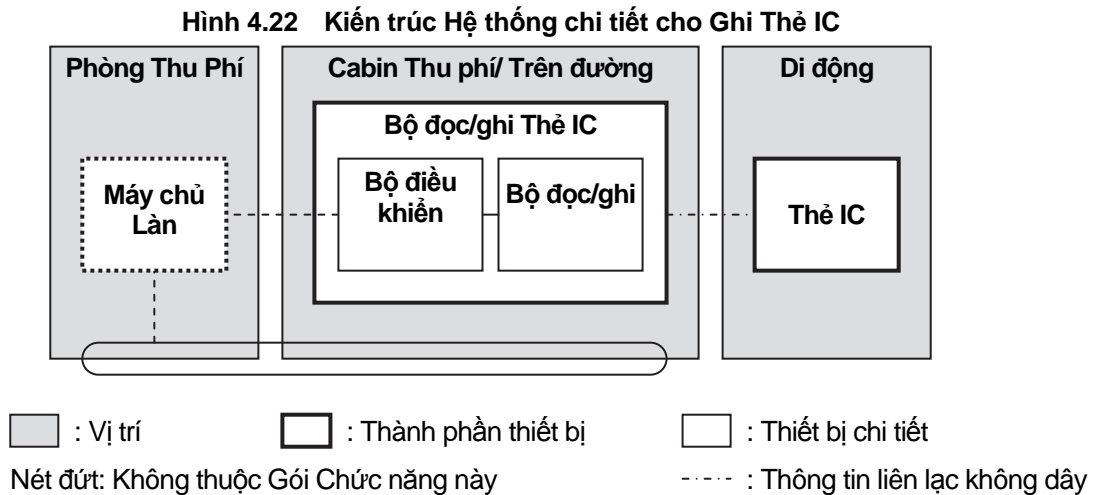 Hình 4.22 Kiến trúc Hệ thống chi tiết cho Ghi Thẻ IC
Phòng Thu Phí
Cabin Thu phí/ Trên đường
Di động
Bộ đọc/ghi Thẻ IC
Máy chủ
Làn
Bộ điều
khiển
Bộ đọc/ghi
Thẻ IC
: Vị trí
: Thành phần thiết bị
: Thiết bị chi tiết
Nét đứt: Không thuộc Gói Chức năng này
: Thông tin liên lạc không dây